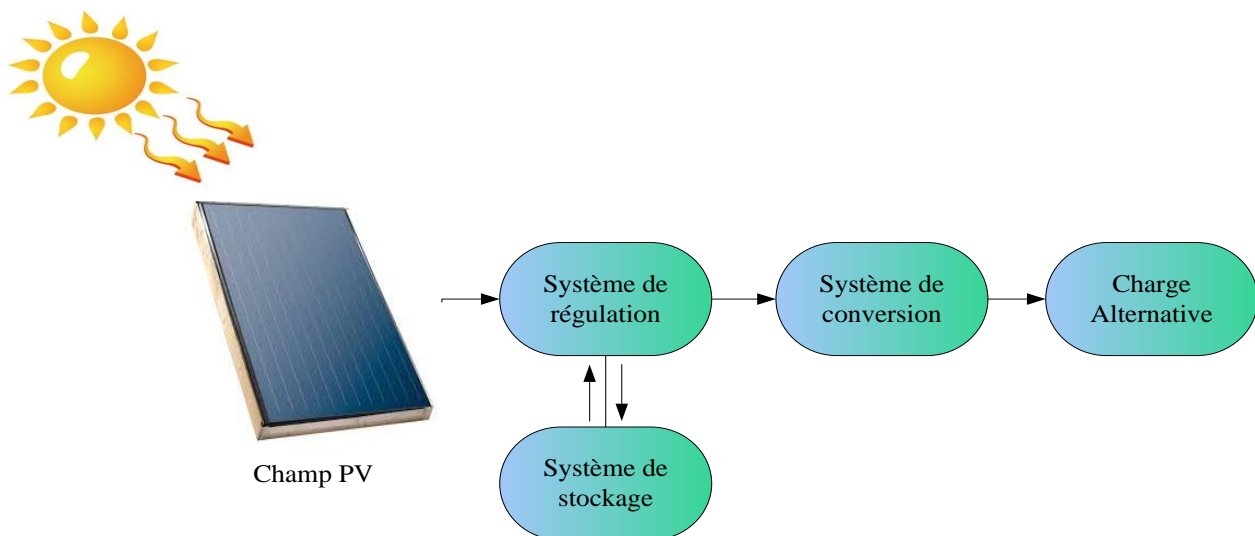 Système de
régulation
Système de
conversion
Charge
Alternative
Champ PV
Système de
stockage